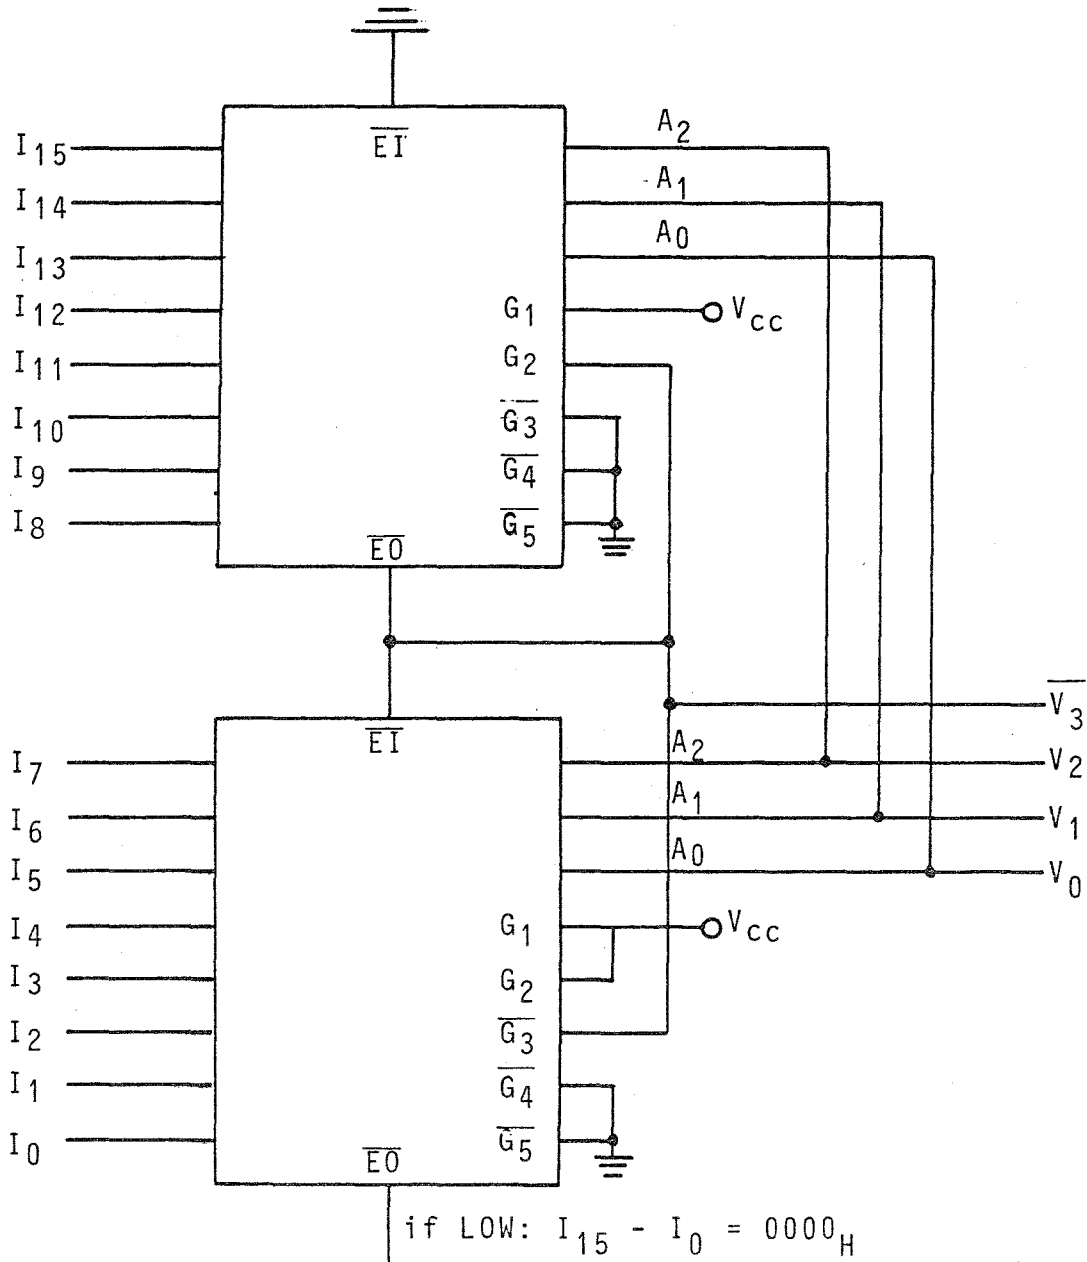 EI
I15 A2
I14 A1
I13 A0
I12 G1 Vcc
I11 G2
I10 G3
I9 G4
I8 G5
EO
V3
EI
I7 A2 V2
I6 A1 V1
I5 A0 V0
I4 G1 Vcc
I3 G2
I2 G3
I1 G4
I0 G5
EO
if LOW: I15 - I0 = 0000H